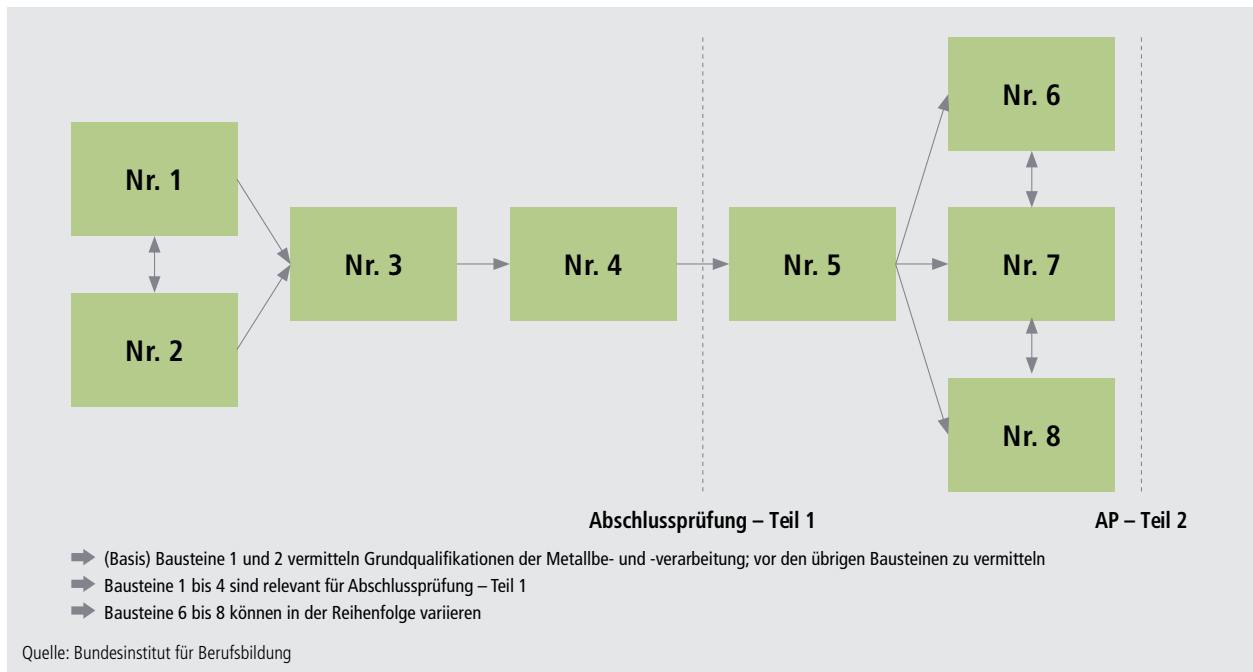 Nr. 1
Nr. 2
Nr. 3
Nr. 4
Nr. 5
Nr. 6
Nr. 7
Nr. 8
Abschlussprüfung – Teil 1
AP – Teil 2
(Basis) Bausteine 1 und 2 vermitteln Grundqualifikationen der Metallbe- und -verarbeitung; vor den übrigen Bausteinen zu vermitteln
Bausteine 1 bis 4 sind relevant für Abschlussprüfung – Teil 1
Bausteine 6 bis 8 können in der Reihenfolge variieren
Quelle: Bundesinstitut für Berufsbildung